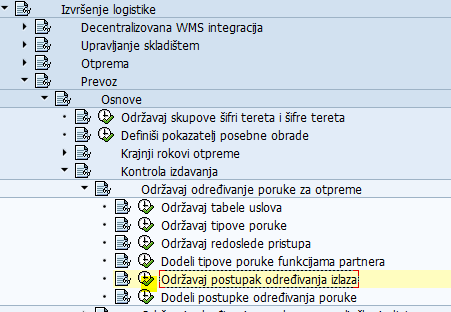 Izvršenje logistike
Decentralizovana WMS integracija
Upravljanje skladištem
Otprema
Prevoz
Osnove
Održavaj skupove šifri tereta i šifre tereta
Definiši pokazatelj posebne obrade
Krajnji rokovi otpreme
Kontrola izdavanja
Održavaj određivanje poruke za otpreme
Održavaj tabele uslova
Održavaj tipove poruke
Održavaj redoslede pristupa
Dodeli tipove poruke funkcijama partnera
Održavaj postupak određivanja izlaza
Dodeli postupke određivanja poruke